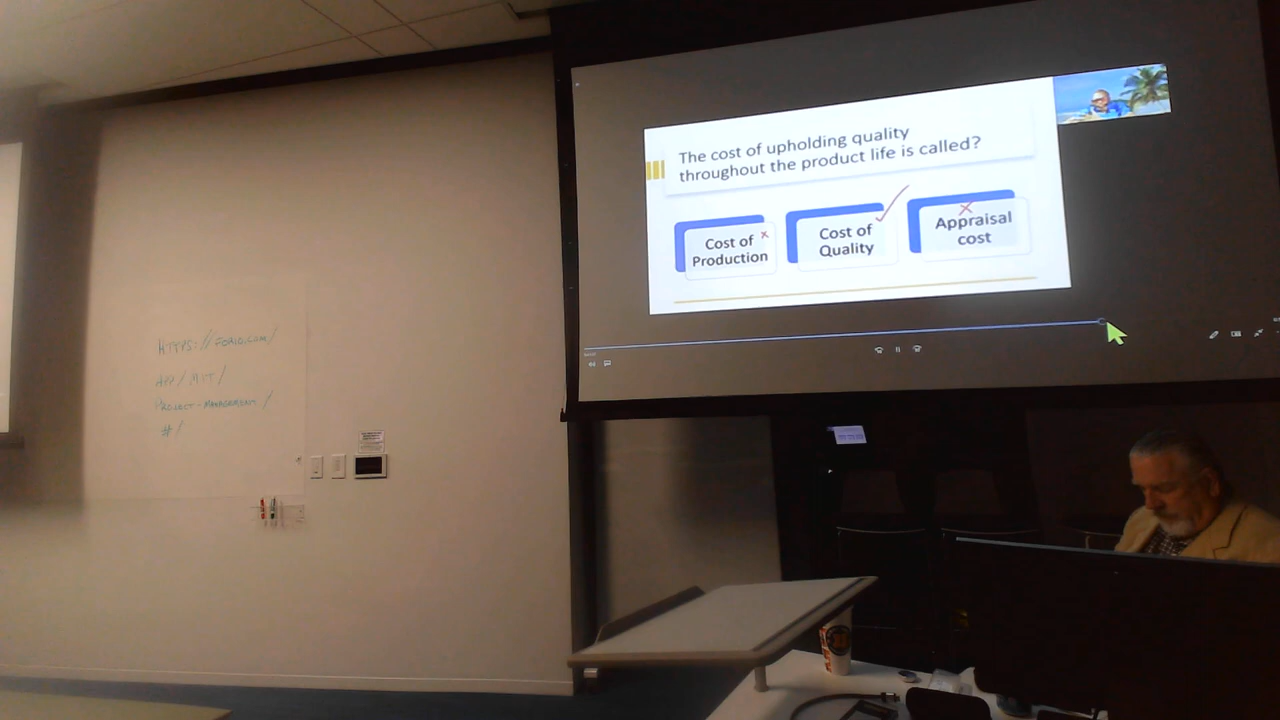 HTTPS://FORIO.COM/
APP/MIT/
PROJECT-MANAGEMENT/
#/
The cost of upholding quality
throughout the product life is called?
Cost of
Production
Cost of
Quality
Appraisal
cost